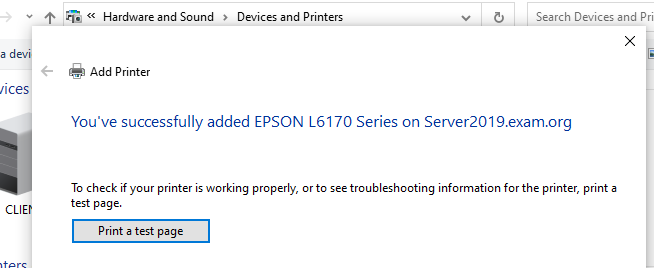 « Hardware and Sound > Devices and Printers
Search Devices and Pri
a devi
vices
Add Printer
You've successfully added EPSON L6170 Series on Server2019.exam.org
To check if your printer is working properly, or to see troubleshooting information for the printer, print a
test page.
CLIEN
Print a test page
nters